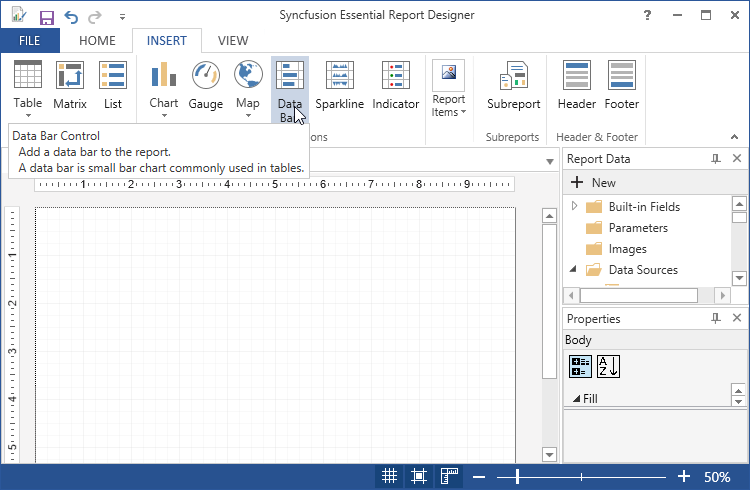 Syncfusion Essential Report Designer
?
FILE HOME INSERT VIEW
Table Matrix List Chart Gauge Map Data Bar Sparkline Indicator Report Items Subreport Header Footer
Subreports Header & Footer
Data Bar Control
Add a data bar to the report.
A data bar is small bar chart commonly used in tables.
1 2 3 4 5 6 7 8 9
1
2
3
4
5
Report Data
New
Built-in Fields
Parameters
Images
Data Sources
Properties
Body
A
Z
Fill
50%